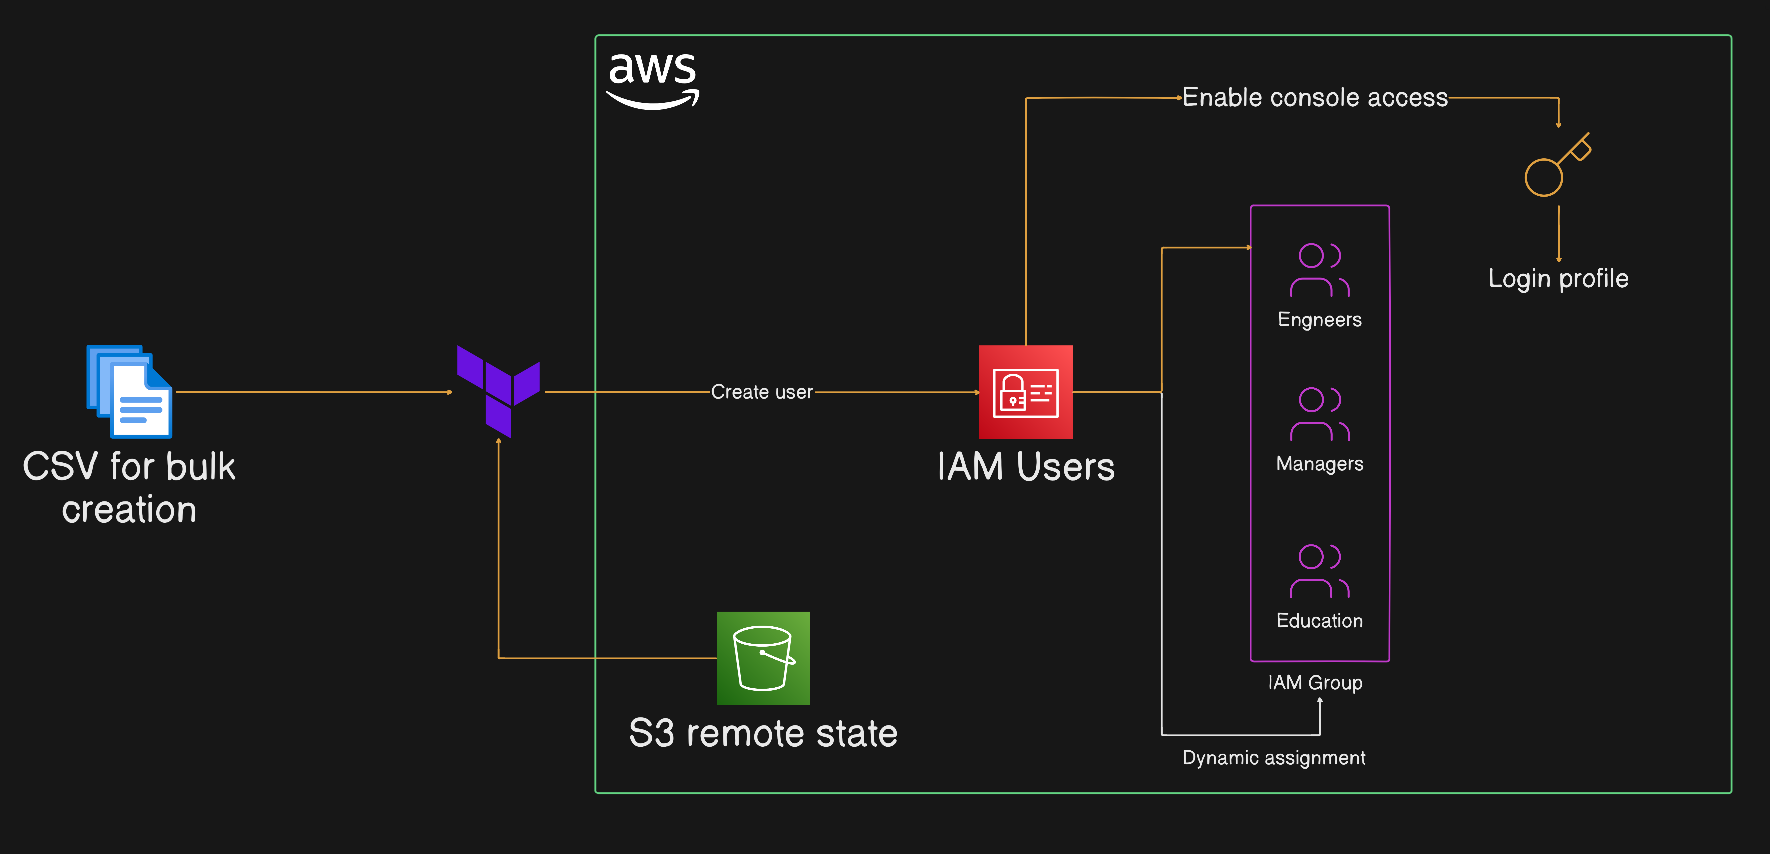 aws
Enable console access
Login profile
Engneers
Create user
CSV for bulk
creation
IAM Users
Managers
Education
IAM Group
S3 remote state
Dynamic assignment